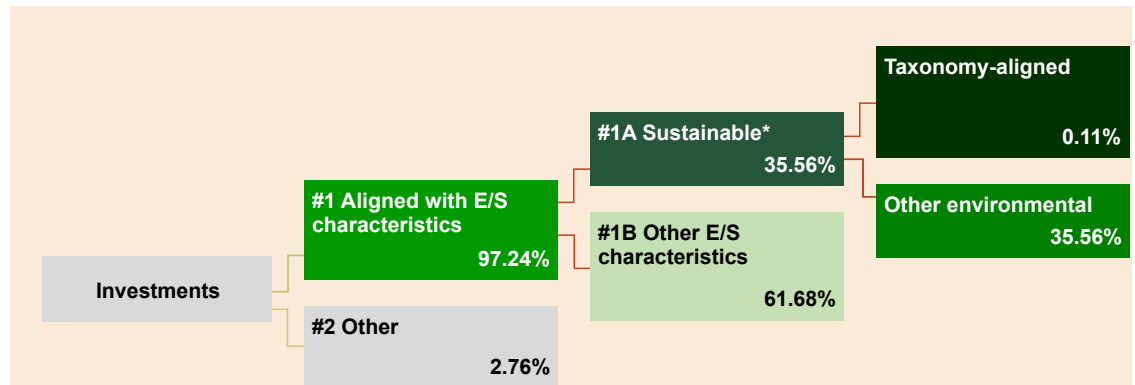 Investments
#1 Aligned with E/S
characteristics
97.24%
#2 Other
2.76%
#1A Sustainable*
35.56%
#1B Other E/S
characteristics
61.68%
Taxonomy-aligned
0.11%
Other environmental
35.56%